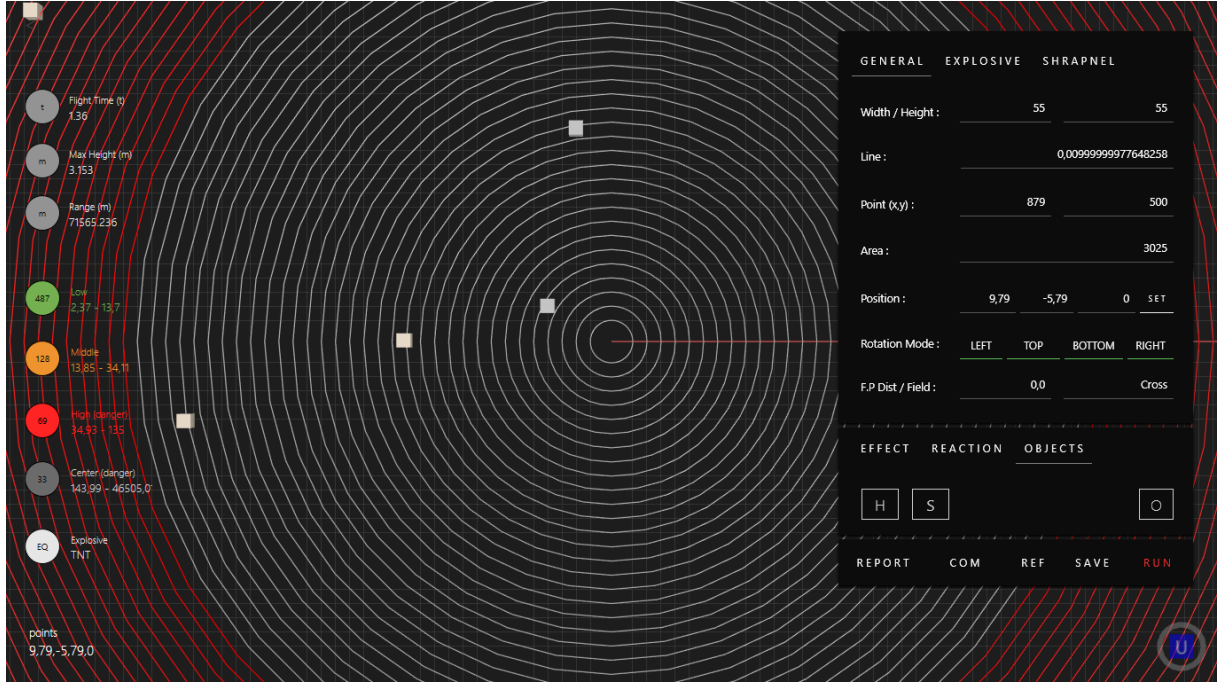 t
Flight Time (t)
1.36
m
Max Height (m)
3.153
m
Range (m)
71565.236
487
Low
2,37 - 13,7
128
Middle
13,85 - 34,11
69
High (danger)
34,93 - 135
33
Center (danger)
143,99 - 46505,0
EQ
Explosive
TNT
points
9,79,-5,79,0
GENERAL EXPLOSIVE SHRAPNEL
Width / Height : 55 55
Line : 0,00999999977648258
Point (x,y) : 879 500
Area : 3025
Position : 9,79 -5,79 0 SET
Rotation Mode : LEFT TOP BOTTOM RIGHT
F.P Dist / Field : 0,0 Cross
EFFECT REACTION OBJECTS
H S O
REPORT COM REF SAVE RUN
U